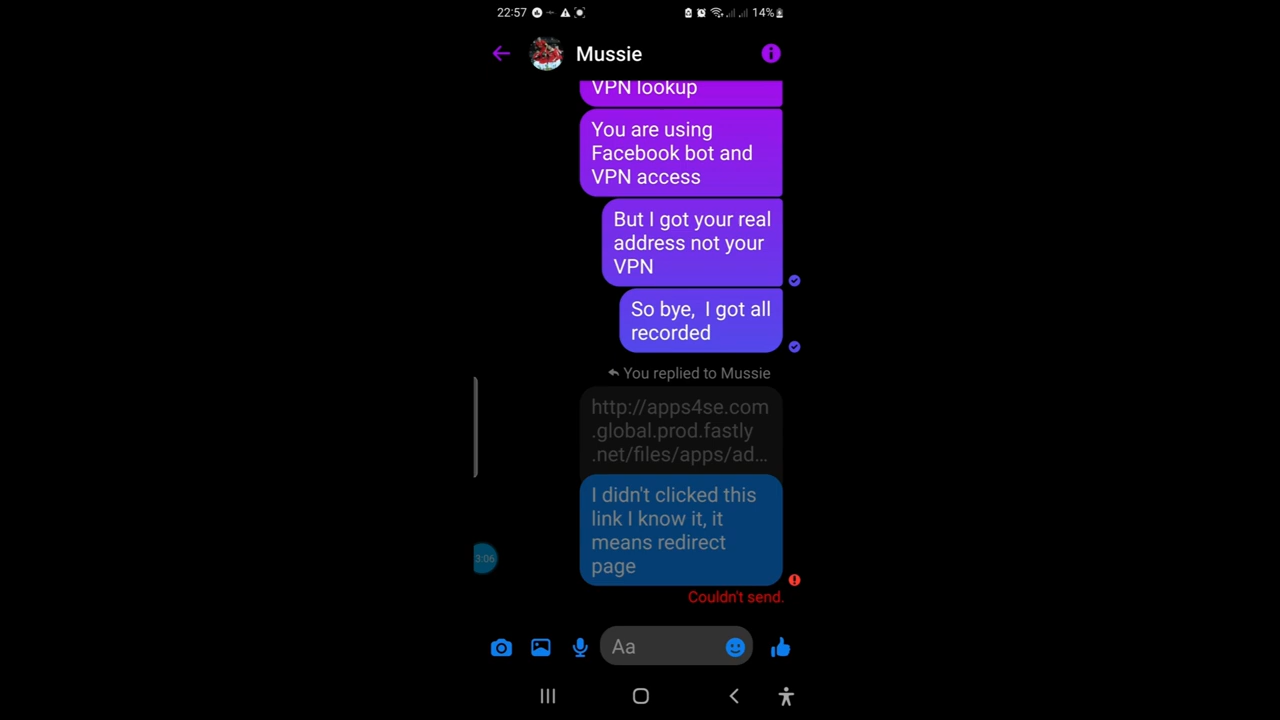 22:57
14%
Mussie
VPN lookup
You are using
Facebook bot and
VPN access
But I got your real
address not your
VPN
So bye, I got all
recorded
You replied to Mussie
http://apps4se.com
.global.prod.fastly
.net/files/apps/ad...
I didn't clicked this
link I know it, it
means redirect
page
3:06
Couldn't send.
Aa